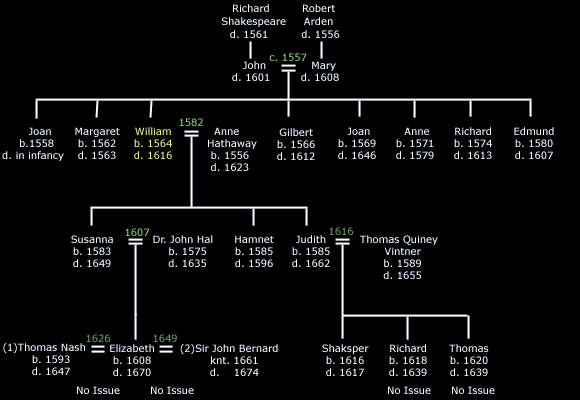 Richard Shakespeare d. 1561
Robert Arden d. 1556
c. 1557
John d. 1601
Mary d. 1608
Joan b.1558 d. in infancy
Margaret b. 1562 d. 1563
William b. 1564 d. 1616
1582
Anne Hathaway b. 1556 d. 1623
Gilbert b. 1566 d. 1612
Joan b. 1569 d. 1646
Anne b. 1571 d. 1579
Richard b. 1574 d. 1613
Edmund b. 1580 d. 1607
Susanna b. 1583 d. 1649
1607
Dr. John Hal b. 1575 d. 1635
Hamnet b. 1585 d. 1596
Judith b. 1585 d. 1662
1616
Thomas Quiney Vintner b. 1589 d. 1655
(1)Thomas Nash b. 1593 d. 1647
1626
Elizabeth b. 1608 d. 1670
1649
(2)Sir John Bernard knt. 1661 d. 1674
No Issue
No Issue
Shaksper b. 1616 d. 1617
Richard b. 1618 d. 1639
Thomas b. 1620 d. 1639
No Issue
No Issue